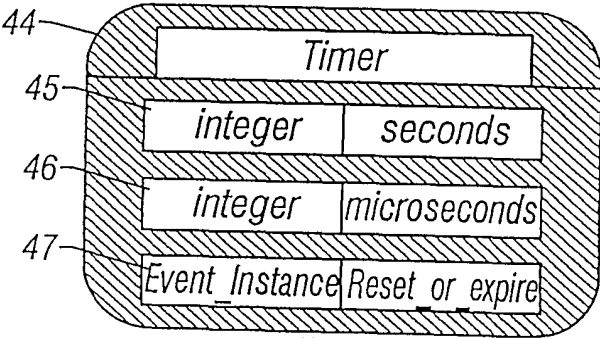 44 Timer
45 integer seconds
46 integer microseconds
47 Event_Instance Reset_or_expire